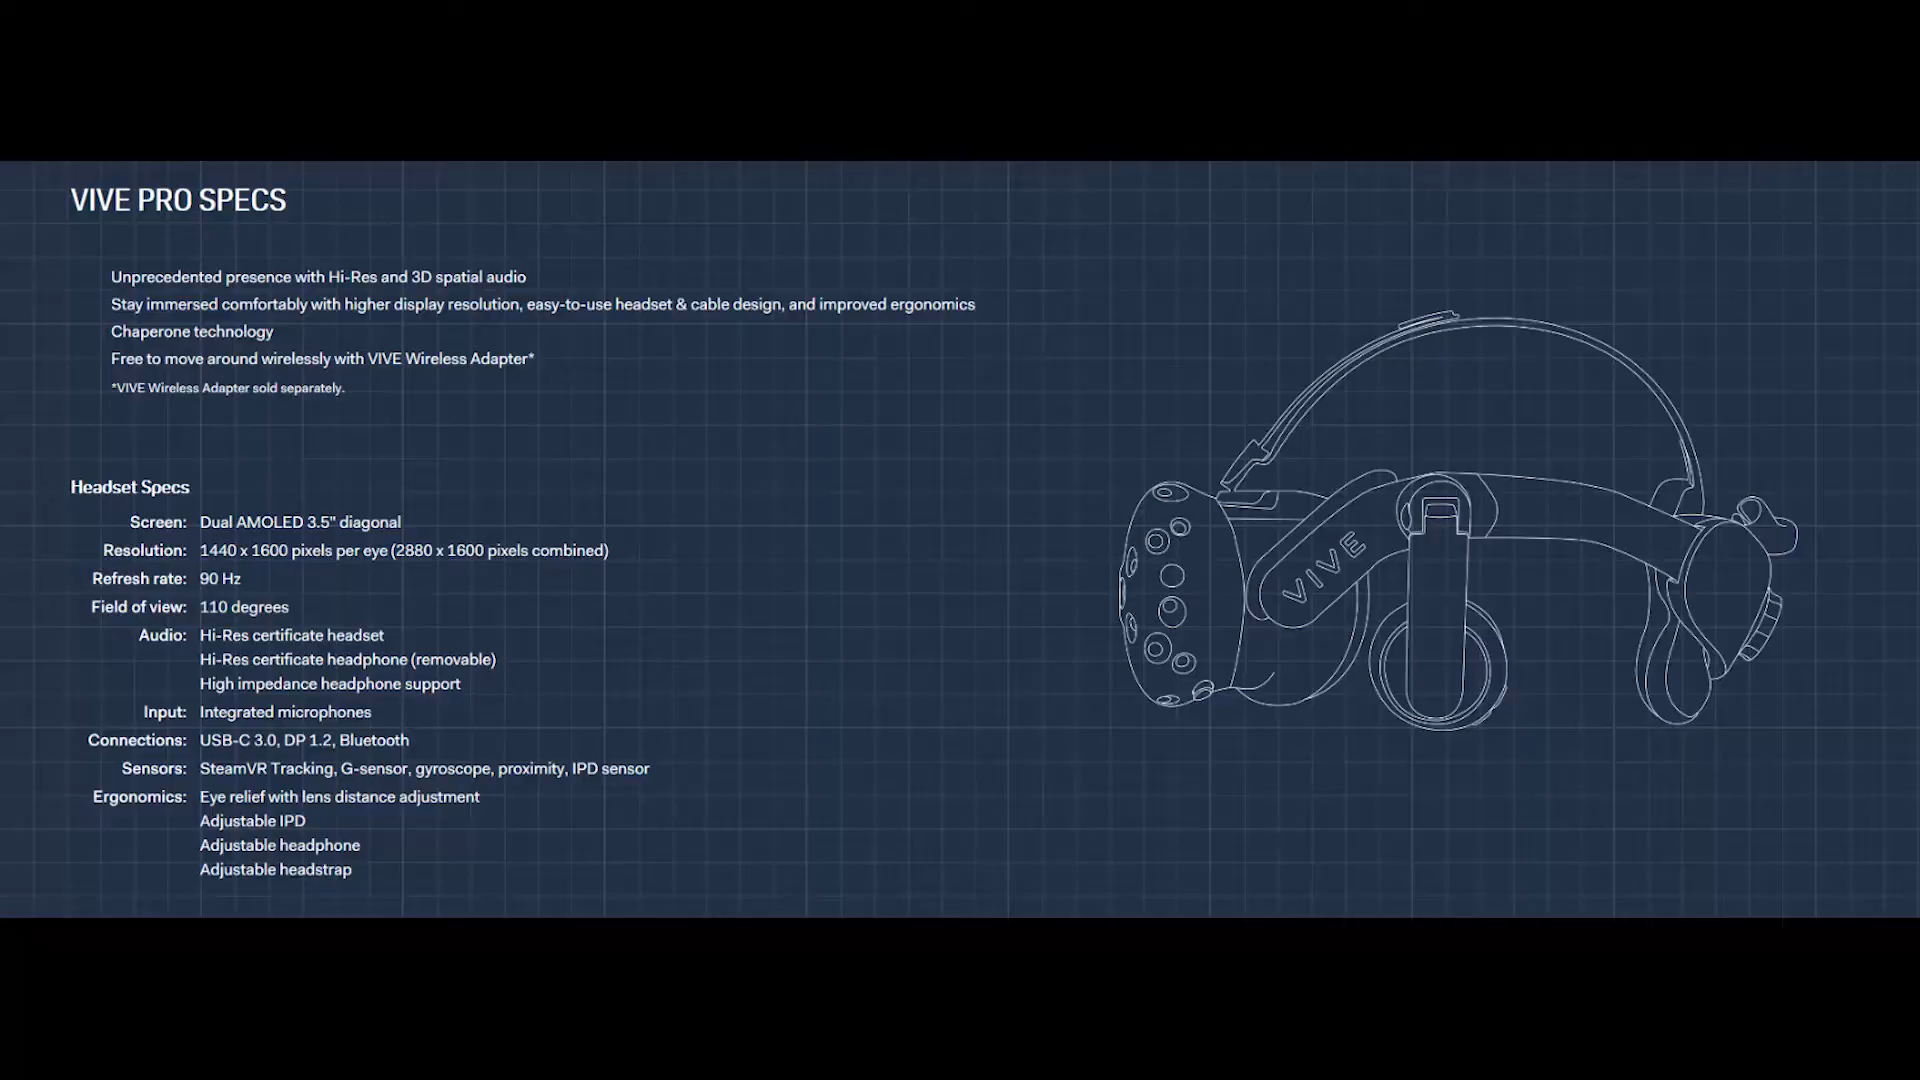 VIVE PRO SPECS
Unprecedented presence with Hi-Res and 3D spatial audio
Stay immersed comfortably with higher display resolution, easy-to-use headset & cable design, and improved ergonomics
Chaperone technology
Free to move around wirelessly with VIVE Wireless Adapter*
*VIVE Wireless Adapter sold separately.
Headset Specs
Screen: Dual AMOLED 3.5" diagonal
Resolution: 1440 x 1600 pixels per eye (2880 x 1600 pixels combined)
Refresh rate: 90 Hz
Field of view: 110 degrees
Audio: Hi-Res certificate headset
Hi-Res certificate headphone (removable)
High impedance headphone support
Input: Integrated microphones
Connections: USB-C 3.0, DP 1.2, Bluetooth
Sensors: SteamVR Tracking, G-sensor, gyroscope, proximity, IPD sensor
Ergonomics: Eye relief with lens distance adjustment
Adjustable IPD
Adjustable headphone
Adjustable headstrap
VIVE